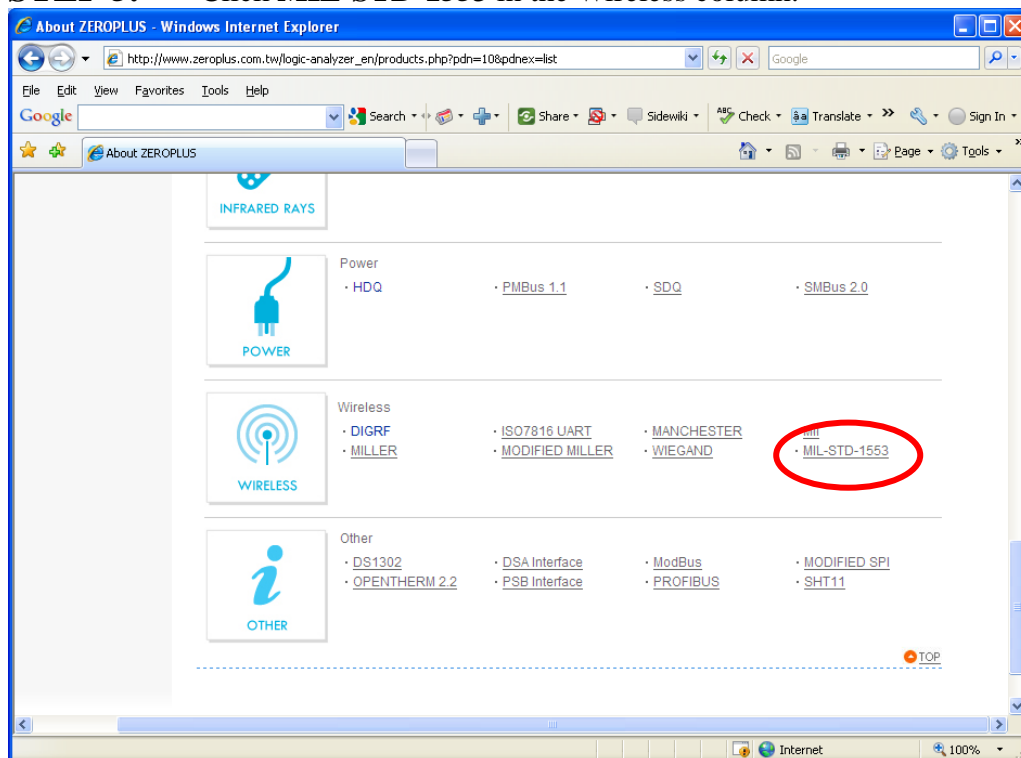 About ZEROPLUS - Windows Internet Explorer
http://www.zeroplus.com.tw/logic-analyzer_en/products.php?pdn=10&pdnex=list
Google
File Edit View Favorites Tools Help
Google Search Share Sidewiki Check Translate Sign In
About ZEROPLUS Page Tools
INFRARED RAYS
Power
· HDQ · PMBus 1.1 · SDQ · SMBus 2.0
POWER
Wireless
· DIGRF · ISO7816 UART · MANCHESTER
· MILLER · MODIFIED MILLER · WIEGAND · MIL-STD-1553
WIRELESS
Other
· DS1302 · DSA Interface · ModBus · MODIFIED SPI
· OPENTHERM 2.2 · PSB Interface · PROFIBUS · SHT11
OTHER
TOP
Internet 100%